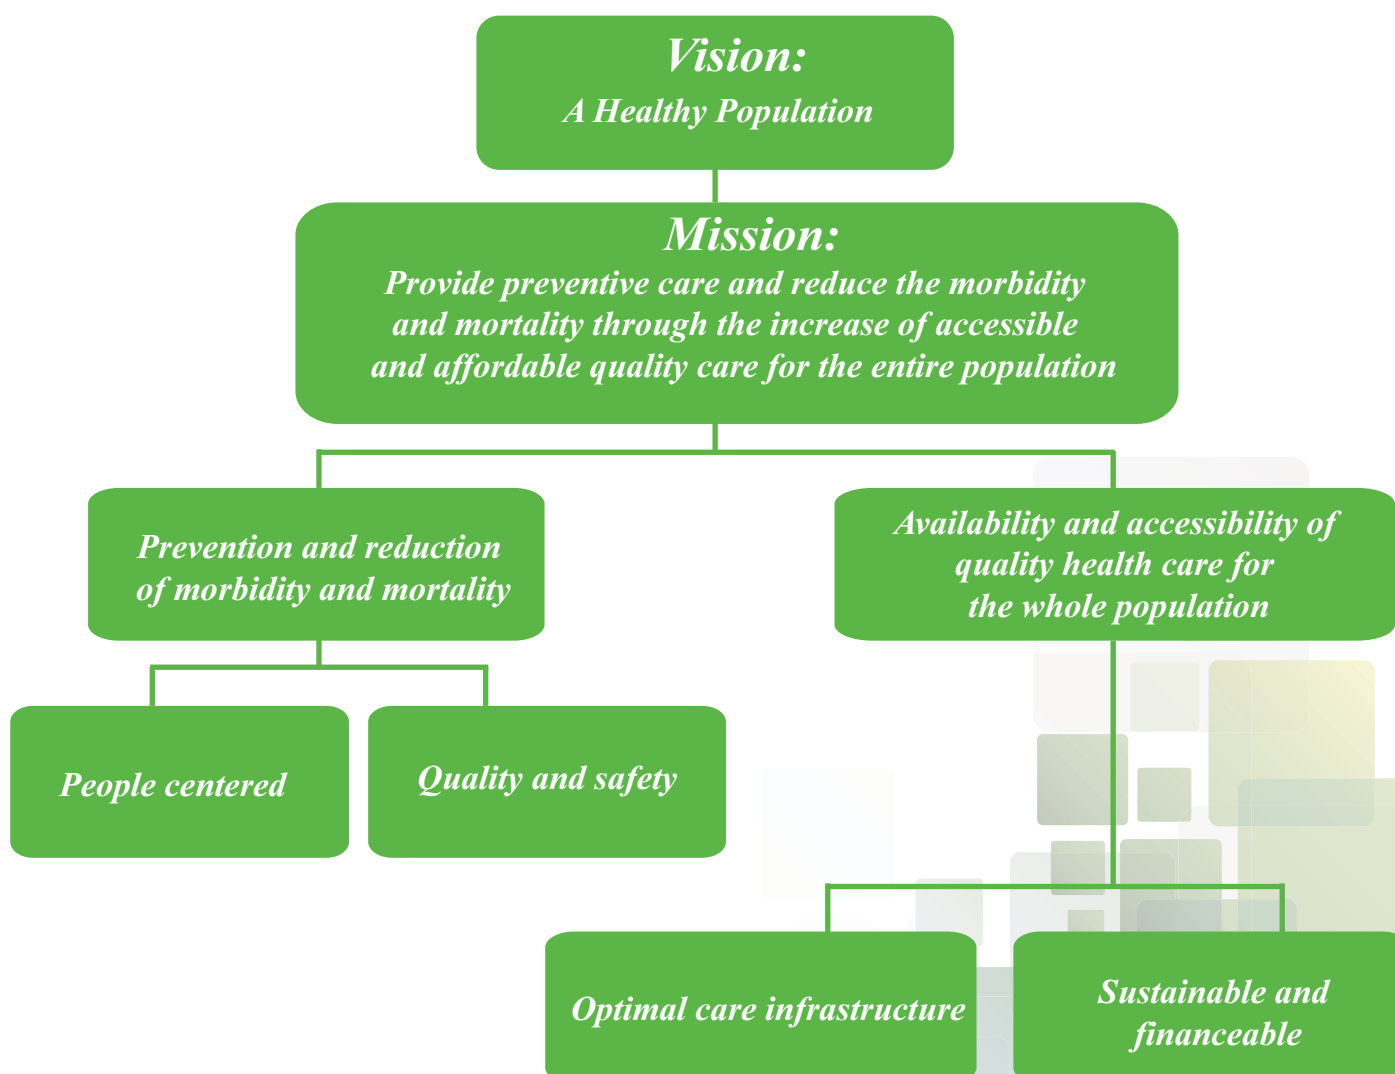 Vision:
A Healthy Population
Mission:
Provide preventive care and reduce the morbidity
and mortality through the increase of accessible
and affordable quality care for the entire population
Prevention and reduction
of morbidity and mortality
Availability and accessibility of
quality health care for
the whole population
People centered
Quality and safety
Optimal care infrastructure
Sustainable and
financeable